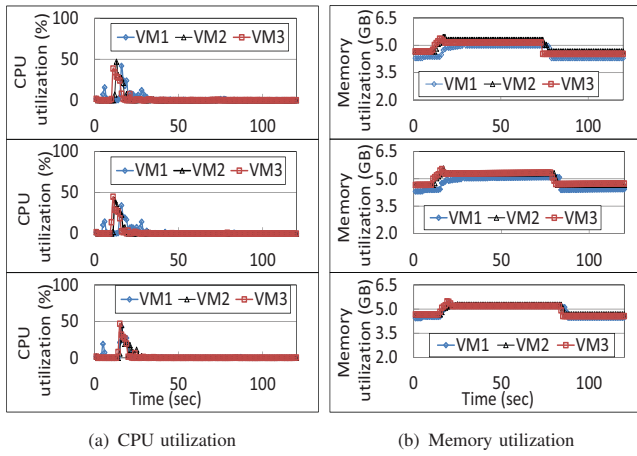 CPU utilization (%)
100
50
0
VM1 VM2 VM3
0 50 100
CPU utilization (%)
100
50
0
VM1 VM2 VM3
0 50 100
CPU utilization (%)
100
50
0
VM1 VM2 VM3
0 50 100
Time (sec)
(a) CPU utilization
Memory utilization (GB)
6.5
5.0
3.5
2.0
VM1 VM2 VM3
0 50 100
Memory utilization (GB)
6.5
5.0
3.5
2.0
VM1 VM2 VM3
0 50 100
Memory utilization (GB)
6.5
5.0
3.5
2.0
VM1 VM2 VM3
0 50 100
Time (sec)
(b) Memory utilization